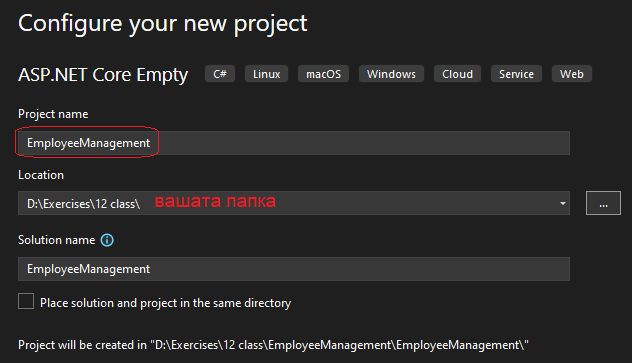 Configure your new project
ASP.NET Core Empty C# Linux macOS Windows Cloud Service Web
Project name
EmployeeManagement
Location
D:\Exercises\12 class\ вашата папка ...
Solution name
EmployeeManagement
Place solution and project in the same directory
Project will be created in "D:\Exercises\12 class\EmployeeManagement\EmployeeManagement\"